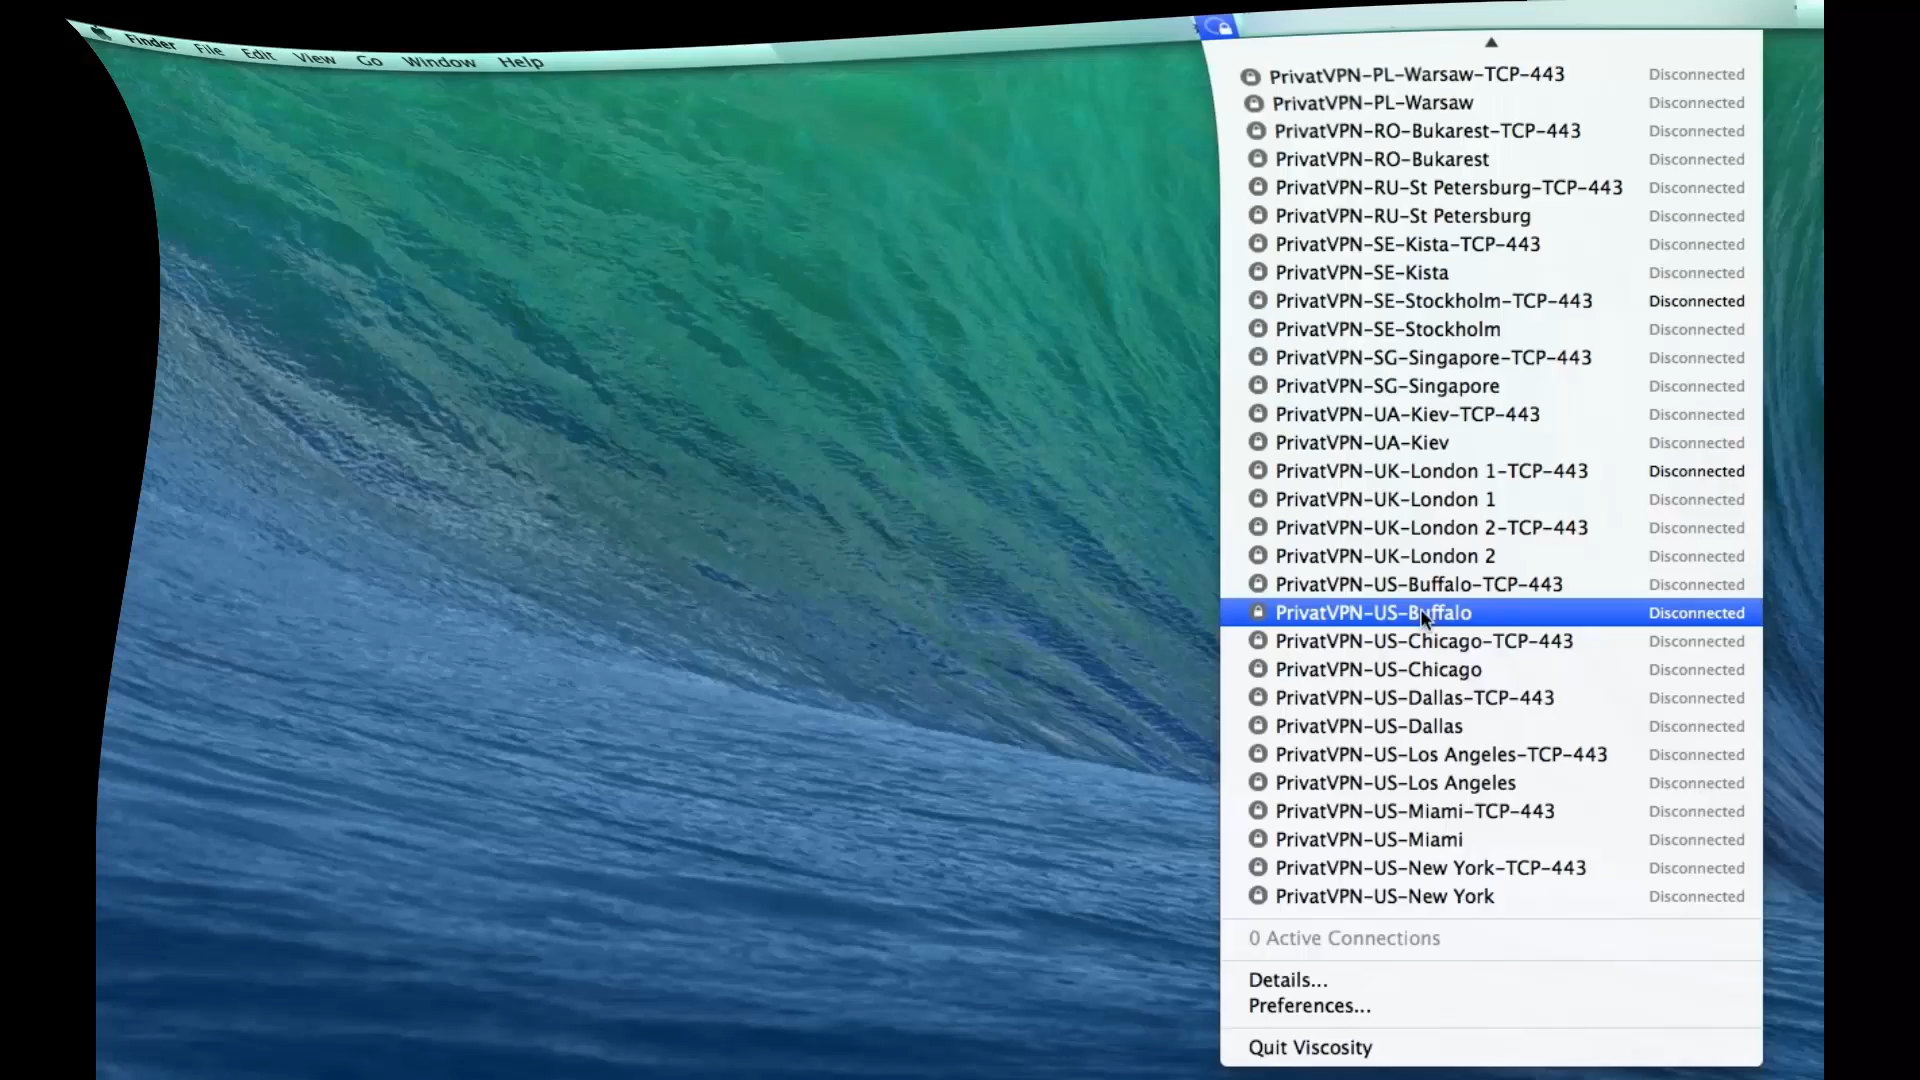 Finder File Edit View Go Window Help
PrivatVPN-PL-Warsaw-TCP-443 Disconnected
PrivatVPN-PL-Warsaw Disconnected
PrivatVPN-RO-Bukarest-TCP-443 Disconnected
PrivatVPN-RO-Bukarest Disconnected
PrivatVPN-RU-St Petersburg-TCP-443 Disconnected
PrivatVPN-RU-St Petersburg Disconnected
PrivatVPN-SE-Kista-TCP-443 Disconnected
PrivatVPN-SE-Kista Disconnected
PrivatVPN-SE-Stockholm-TCP-443 Disconnected
PrivatVPN-SE-Stockholm Disconnected
PrivatVPN-SG-Singapore-TCP-443 Disconnected
PrivatVPN-SG-Singapore Disconnected
PrivatVPN-UA-Kiev-TCP-443 Disconnected
PrivatVPN-UA-Kiev Disconnected
PrivatVPN-UK-London 1-TCP-443 Disconnected
PrivatVPN-UK-London 1 Disconnected
PrivatVPN-UK-London 2-TCP-443 Disconnected
PrivatVPN-UK-London 2 Disconnected
PrivatVPN-US-Buffalo-TCP-443 Disconnected
PrivatVPN-US-Buffalo Disconnected
PrivatVPN-US-Chicago-TCP-443 Disconnected
PrivatVPN-US-Chicago Disconnected
PrivatVPN-US-Dallas-TCP-443 Disconnected
PrivatVPN-US-Dallas Disconnected
PrivatVPN-US-Los Angeles-TCP-443 Disconnected
PrivatVPN-US-Los Angeles Disconnected
PrivatVPN-US-Miami-TCP-443 Disconnected
PrivatVPN-US-Miami Disconnected
PrivatVPN-US-New York-TCP-443 Disconnected
PrivatVPN-US-New York Disconnected
0 Active Connections
Details...
Preferences...
Quit Viscosity